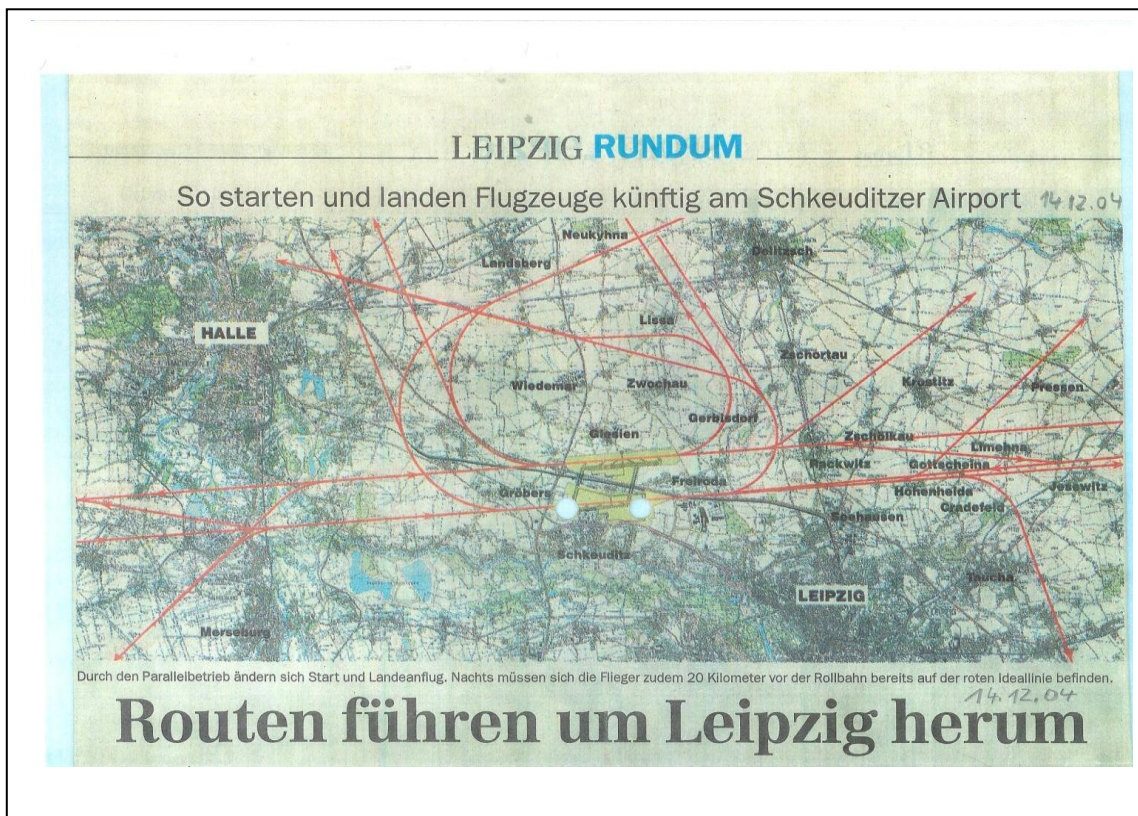 LEIPZIG RUNDUM
So starten und landen Flugzeuge künftig am Schkeuditzer Airport 14.12.04
Neukyhna
Landsberg
Delitzsch
HALLE
Lissa
Zschortau
Wiedemar
Zwochau
Krostitz
Pressen
Gerbisdorf
Glesien
Zschölkau
Limehna
Rackwitz
Gottscheina
Freiroda
Gröbers
Hohenheida
Jesewitz
Cradefeld
Seehausen
Schkeuditz
Taucha
LEIPZIG
Merseburg
Durch den Parallelbetrieb ändern sich Start und Landeanflug. Nachts müssen sich die Flieger zudem 20 Kilometer vor der Rollbahn bereits auf der roten Ideallinie befinden.
14.12.04
Routen führen um Leipzig herum